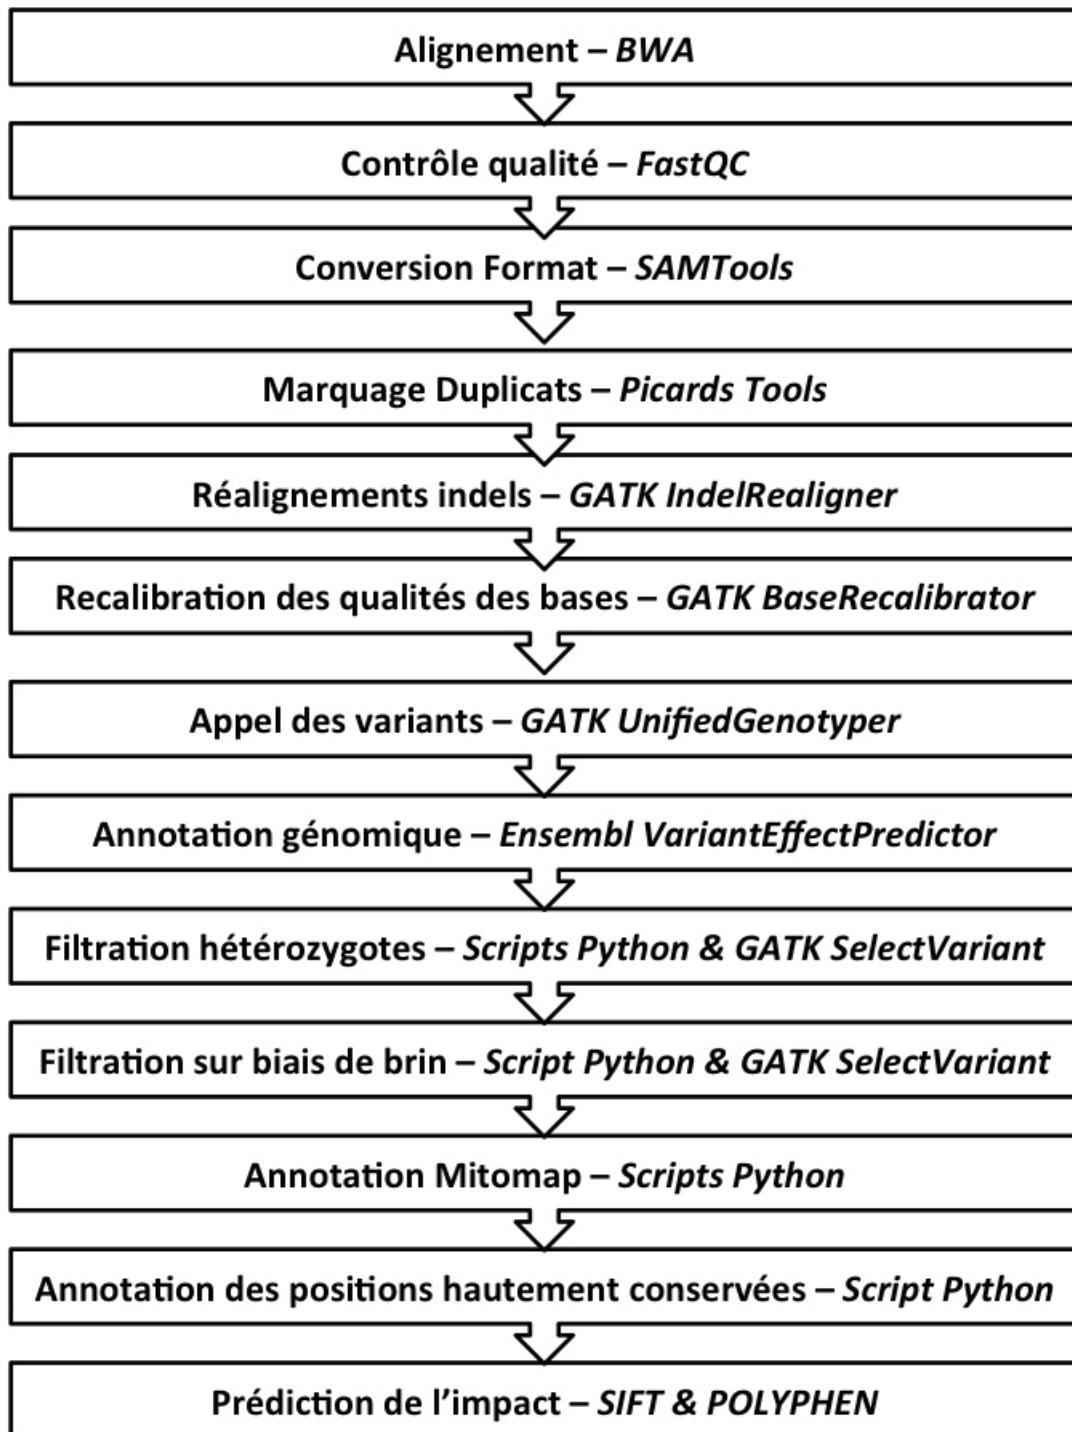 Alignement – BWA
Contrôle qualité – FastQC
Conversion Format – SAMTools
Marquage Duplicats – Picards Tools
Réalignements indels – GATK IndelRealigner
Recalibration des qualités des bases – GATK BaseRecalibrator
Appel des variants – GATK UnifiedGenotyper
Annotation génomique – Ensembl VariantEffectPredictor
Filtration hétérozygotes – Scripts Python & GATK SelectVariant
Filtration sur biais de brin – Script Python & GATK SelectVariant
Annotation Mitomap – Scripts Python
Annotation des positions hautement conservées – Script Python
Prédiction de l’impact – SIFT & POLYPHEN